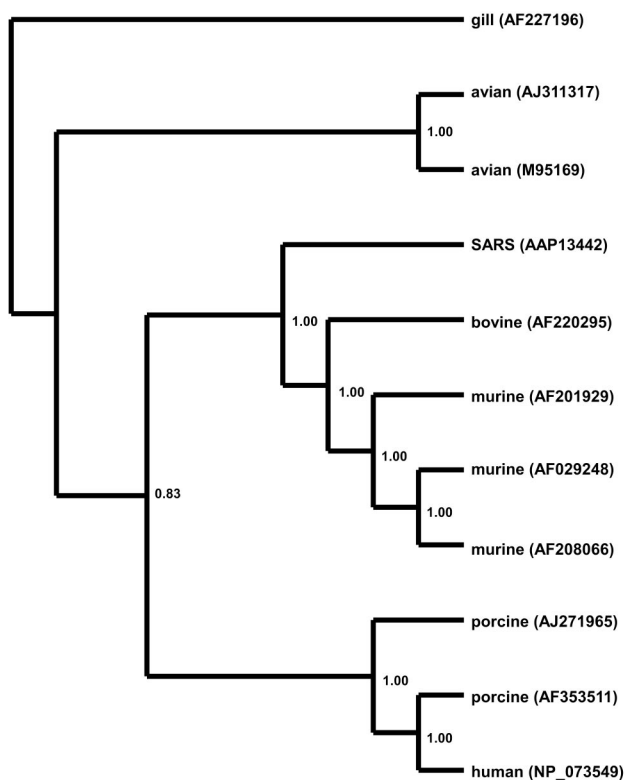 gill (AF227196)
avian (AJ311317)
1.00
avian (M95169)
SARS (AAP13442)
1.00
bovine (AF220295)
1.00
murine (AF201929)
1.00
murine (AF029248)
0.83
1.00
murine (AF208066)
porcine (AJ271965)
1.00
porcine (AF353511)
1.00
human (NP_073549)